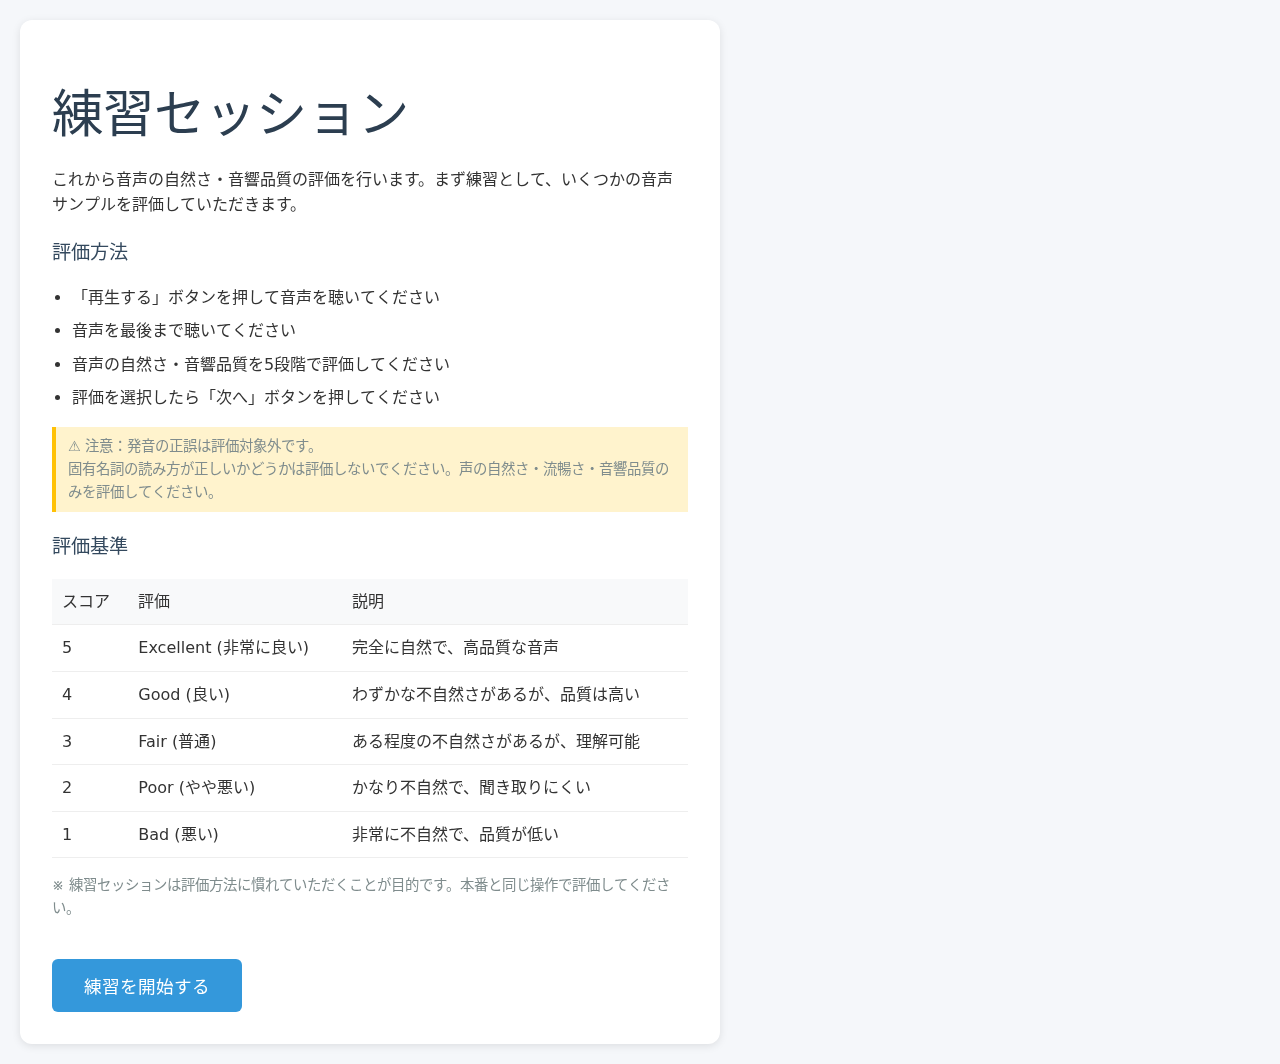 練習セッション
これから音声の自然さ・音響品質の評価を行います。まず練習として、いくつかの音声
サンプルを評価していただきます。
評価方法
• 「再生する」ボタンを押して音声を聴いてください
• 音声を最後まで聴いてください
• 音声の自然さ・音響品質を5段階で評価してください
• 評価を選択したら「次へ」ボタンを押してください
⚠ 注意：発音の正誤は評価対象外です。
固有名詞の読み方が正しいかどうかは評価しないでください。声の自然さ・流暢さ・音響品質の
みを評価してください。
評価基準
スコア 評価 説明
5 Excellent (非常に良い) 完全に自然で、高品質な音声
4 Good (良い) わずかな不自然さがあるが、品質は高い
3 Fair (普通) ある程度の不自然さがあるが、理解可能
2 Poor (やや悪い) かなり不自然で、聞き取りにくい
1 Bad (悪い) 非常に不自然で、品質が低い
※ 練習セッションは評価方法に慣れていただくことが目的です。本番と同じ操作で評価してくださ
い。
練習を開始する